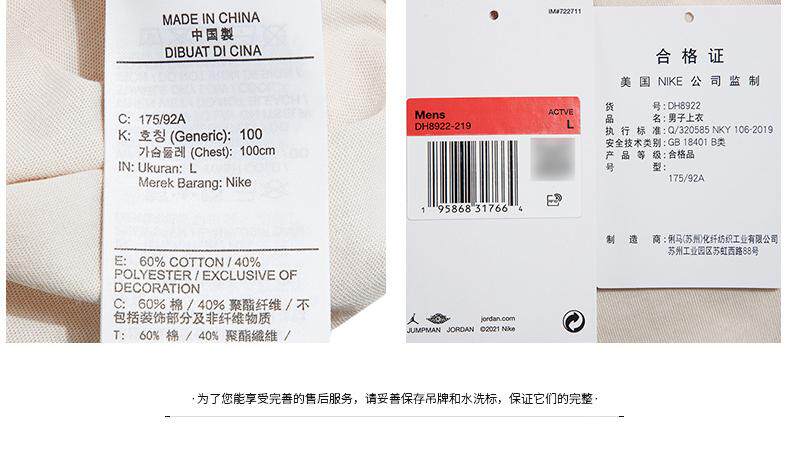 MADE IN CHINA
中国製
DIBUAT DI CINA
C: 175/92A
K: 호칭 (Generic): 100
가슴둘레 (Chest): 100cm
IN: Ukuran: L
Merek Barang: Nike
E: 60% COTTON / 40%
POLYESTER / EXCLUSIVE OF
DECORATION
C: 60% 棉 / 40% 聚酯纤维 / 不
包括装饰部分及非纤维物质
T: 60% 棉 / 40% 聚酯纖維 /
IM#722711
Mens
ACTVE
DH8922-219
L
1 95868 31766 4
jordan.com
JUMPMAN JORDAN ©2021 Nike
合格证
美国 NIKE 公司监制
货号:DH8922
品名:男子上衣
执行标准:Q/320585 NKY 106-2019
安全技术类别:GB 18401 B类
产品等级:合格品
号型:
175/92A
制造商:俐马(苏州)化纤纺织工业有限公司
苏州工业园区苏虹西路88号
·为了您能享受完善的售后服务，请妥善保存吊牌和水洗标，保证它们的完整·